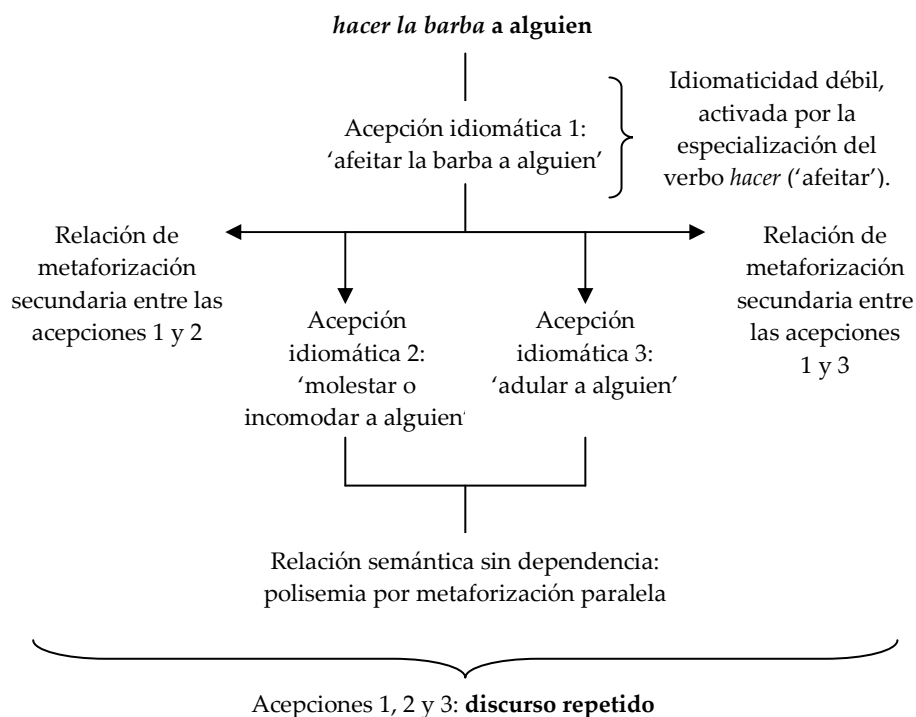 hacer la barba a alguien
Acepción idiomática 1:
‘afeitar la barba a alguien’
Idiomaticidad débil,
activada por la
especialización del
verbo hacer (‘afeitar’).
Relación de
metaforización
secundaria entre las
acepciones 1 y 2
Acepción
idiomática 2:
‘molestar o
incomodar a alguien’
Acepción
idiomática 3:
‘adular a alguien’
Relación de
metaforización
secundaria entre
las acepciones
1 y 3
Relación semántica sin dependencia:
polisemia por metaforización paralela
Acepciones 1, 2 y 3: discurso repetido